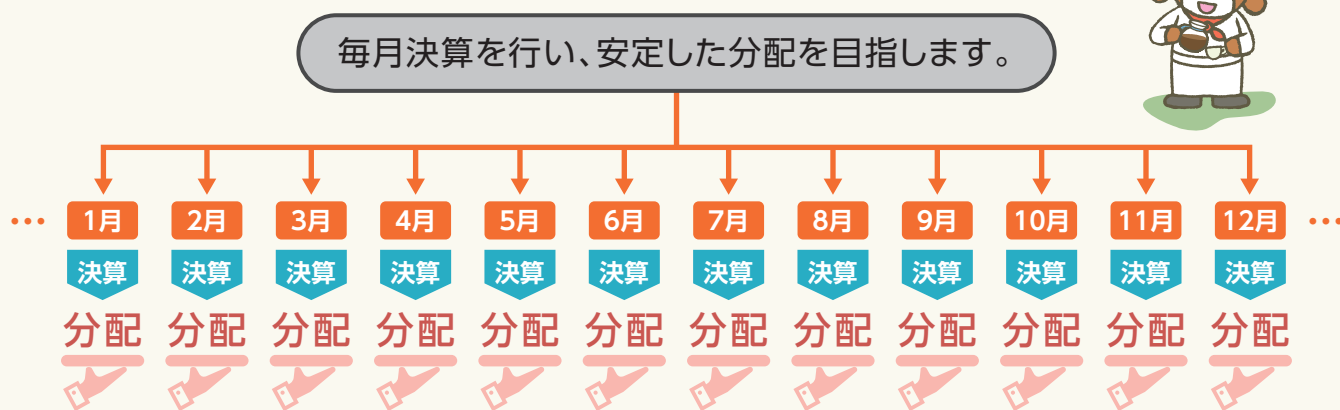 毎月決算を行い、安定した分配を目指します。
… 1月 2月 3月 4月 5月 6月 7月 8月 9月 10月 11月 12月 …
決算 決算 決算 決算 決算 決算 決算 決算 決算 決算 決算 決算
分配 分配 分配 分配 分配 分配 分配 分配 分配 分配 分配 分配